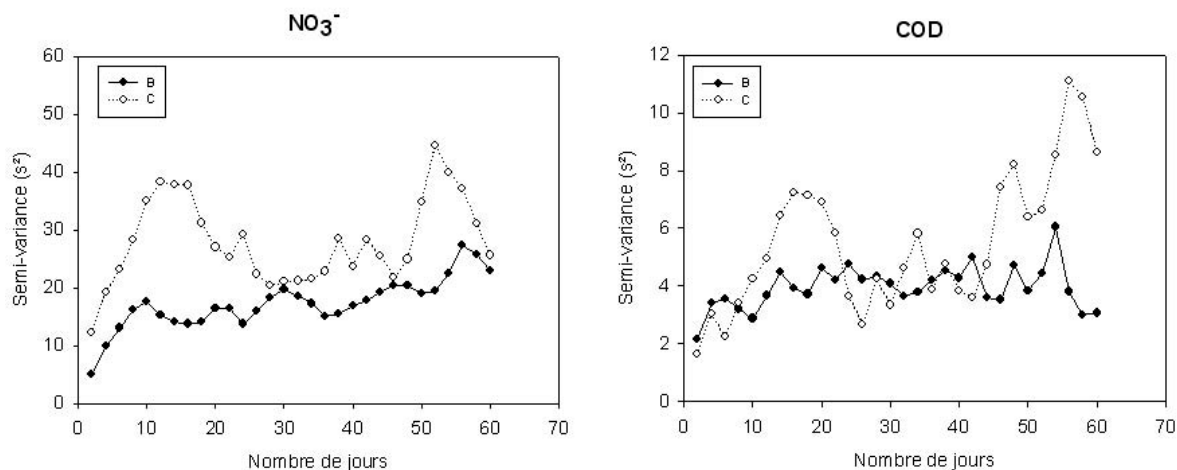 NO₃⁻
60
50
40
30
20
10
0
Semi-variance (s²)
B
C
0 10 20 30 40 50 60 70
Nombre de jours
COD
12
10
8
6
4
2
0
Semi-variance (s²)
B
C
0 10 20 30 40 50 60 70
Nombre de jours